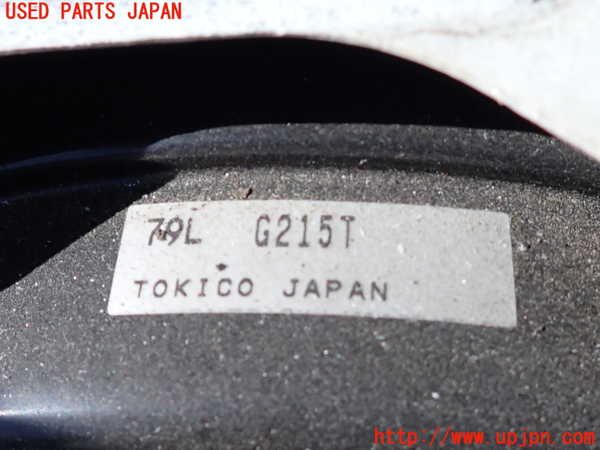 USED PARTS JAPAN
79L G215T
TOKICO JAPAN
http://www.upjpn.com/